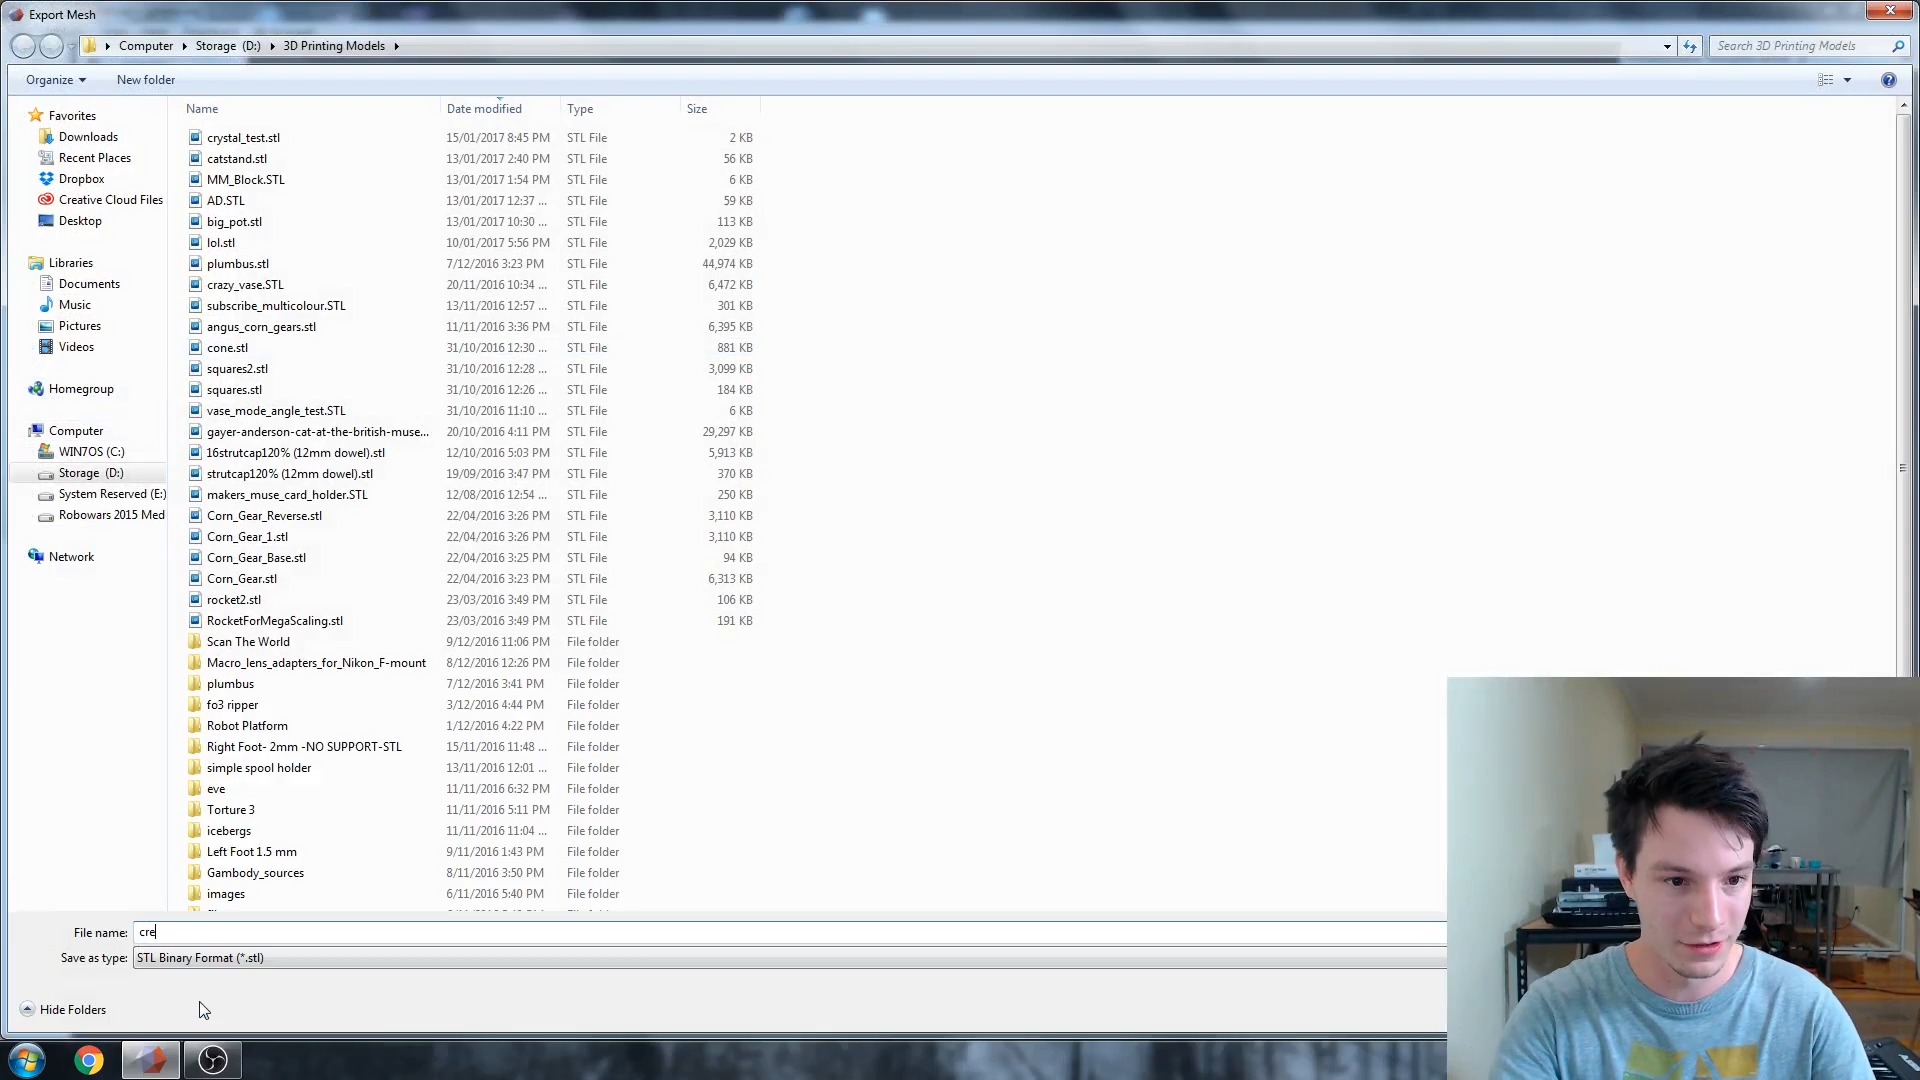 Export Mesh
Computer Storage (D:) 3D Printing Models
Search 3D Printing Models
Organize New folder
Name Date modified Type Size
Favorites
Downloads
Recent Places
Dropbox
Creative Cloud Files
Desktop
Libraries
Documents
Music
Pictures
Videos
Homegroup
Computer
WIN7OS (C:)
Storage (D:)
System Reserved (E:)
Robowars 2015 Med
Network
crystal_test.stl 15/01/2017 8:45 PM STL File 2 KB
catstand.stl 13/01/2017 2:40 PM STL File 56 KB
MM_Block.STL 13/01/2017 1:54 PM STL File 6 KB
AD.STL 13/01/2017 12:37 ... STL File 59 KB
big_pot.stl 13/01/2017 10:30 ... STL File 113 KB
lol.stl 10/01/2017 5:56 PM STL File 2,029 KB
plumbus.stl 7/12/2016 3:23 PM STL File 44,974 KB
crazy_vase.STL 20/11/2016 10:34 ... STL File 6,472 KB
subscribe_multicolour.STL 13/11/2016 12:57 ... STL File 301 KB
angus_corn_gears.stl 11/11/2016 3:36 PM STL File 6,395 KB
cone.stl 31/10/2016 12:30 ... STL File 881 KB
squares2.stl 31/10/2016 12:28 ... STL File 3,099 KB
squares.stl 31/10/2016 12:26 ... STL File 184 KB
vase_mode_angle_test.STL 31/10/2016 11:10 ... STL File 6 KB
gayer-anderson-cat-at-the-british-muse... 20/10/2016 4:11 PM STL File 29,297 KB
16strutcap120% (12mm dowel).stl 12/10/2016 5:03 PM STL File 5,913 KB
strutcap120% (12mm dowel).stl 19/09/2016 3:47 PM STL File 370 KB
makers_muse_card_holder.STL 12/08/2016 12:54 ... STL File 250 KB
Corn_Gear_Reverse.stl 22/04/2016 3:26 PM STL File 3,110 KB
Corn_Gear_1.stl 22/04/2016 3:26 PM STL File 3,110 KB
Corn_Gear_Base.stl 22/04/2016 3:25 PM STL File 94 KB
Corn_Gear.stl 22/04/2016 3:23 PM STL File 6,313 KB
rocket2.stl 23/03/2016 3:49 PM STL File 106 KB
RocketForMegaScaling.stl 23/03/2016 3:49 PM STL File 191 KB
Scan The World 9/12/2016 11:06 PM File folder
Macro_lens_adapters_for_Nikon_F-mount 8/12/2016 12:26 PM File folder
plumbus 7/12/2016 3:41 PM File folder
fo3 ripper 3/12/2016 4:44 PM File folder
Robot Platform 1/12/2016 4:22 PM File folder
Right Foot- 2mm -NO SUPPORT-STL 15/11/2016 11:48 ... File folder
simple spool holder 13/11/2016 12:01 ... File folder
eve 11/11/2016 6:32 PM File folder
Torture 3 11/11/2016 5:11 PM File folder
icebergs 11/11/2016 11:04 ... File folder
Left Foot 1.5 mm 9/11/2016 1:43 PM File folder
Gambody_sources 8/11/2016 3:50 PM File folder
images 6/11/2016 5:40 PM File folder
File name: cre
Save as type: STL Binary Format (*.stl)
Hide Folders